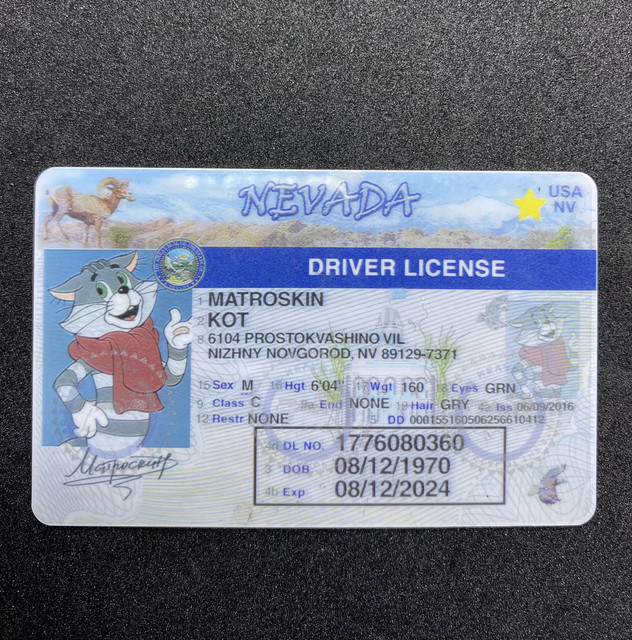 NEVADA
USA
NV
DRIVER LICENSE
1 MATROSKIN
2 KOT
8 6104 PROSTOKVASHINO VIL
NIZHNY NOVGOROD, NV 89129-7371
15 Sex M 16 Hgt 6'04" 17 Wgt 160 18 Eyes GRN
9 Class C 9a End NONE 19 Hair GRY 4a Iss 06/09/2016
12 Restr NONE 5 DD 000155160506256610412
4d DL NO. 1776080360
3 DOB 08/12/1970
4b Exp 08/12/2024
Матроскин